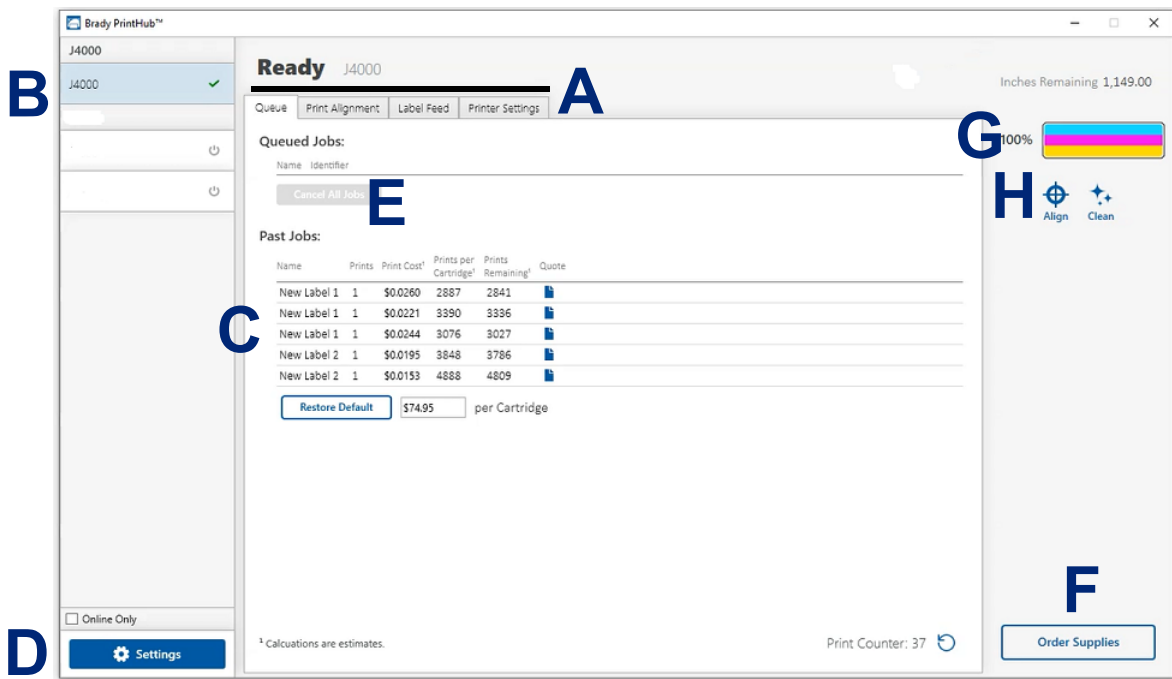 Brady PrintHub™
J4000
J4000
B
Ready J4000
A
Inches Remaining 1,149.00
Queue Print Alignment Label Feed Printer Settings
G
100%
Queued Jobs:
Name Identifier
Cancel All Jobs
E
H
Align Clean
Past Jobs:
Name Prints Print Cost¹ Prints per Cartridge¹ Prints Remaining¹ Quote
New Label 1 1 $0.0260 2887 2841
New Label 1 1 $0.0221 3390 3336
C
New Label 1 1 $0.0244 3076 3027
New Label 2 1 $0.0195 3848 3786
New Label 2 1 $0.0153 4888 4809
Restore Default $74.95 per Cartridge
F
Online Only
D
Settings
¹ Calcuations are estimates.
Print Counter: 37
Order Supplies